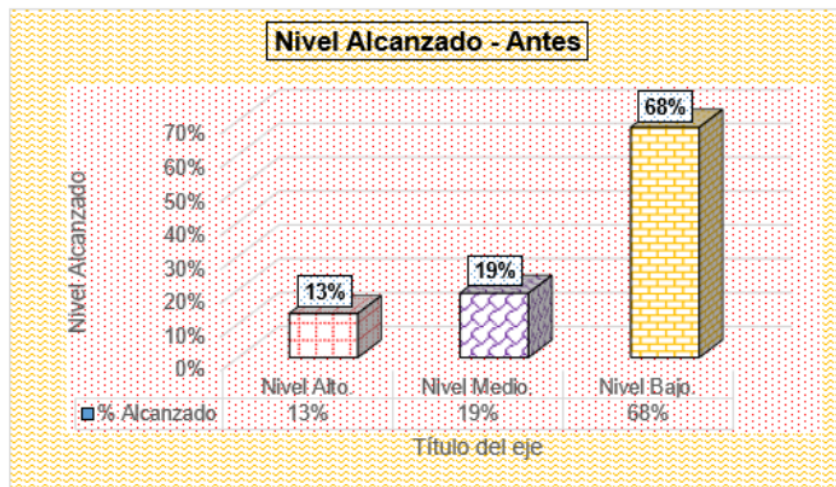 Nivel Alcanzado - Antes
68%
70%
60%
50%
40%
30%
20%
10%
0%
19%
13%
Nivel Alcanzado
Nivel Alto. Nivel Medio. Nivel Bajo.
% Alcanzado 13% 19% 68%
Título del eje